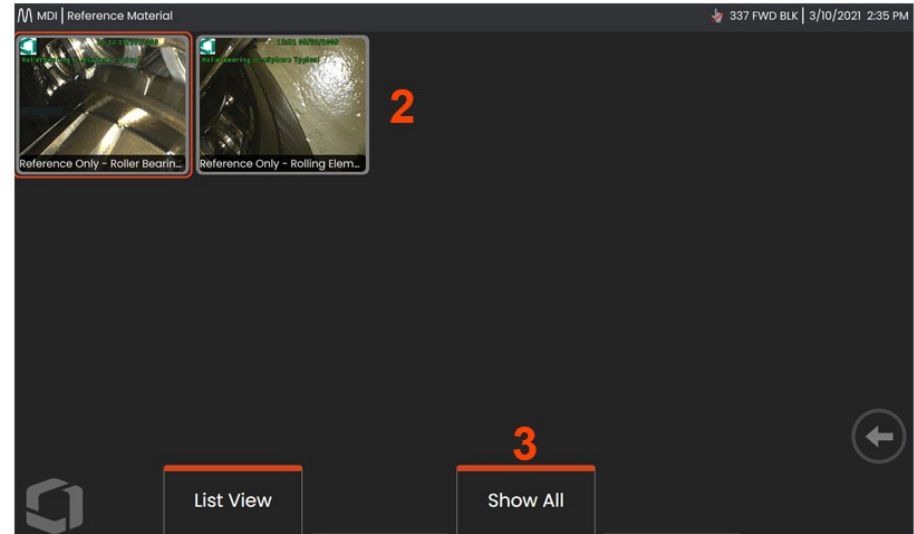 MDI | Reference Material
337 FWD BLK | 3/10/2021 2:35 PM
Reference Only - Roller Bearin...
Reference Only - Rolling Elem...
2
3
List View
Show All